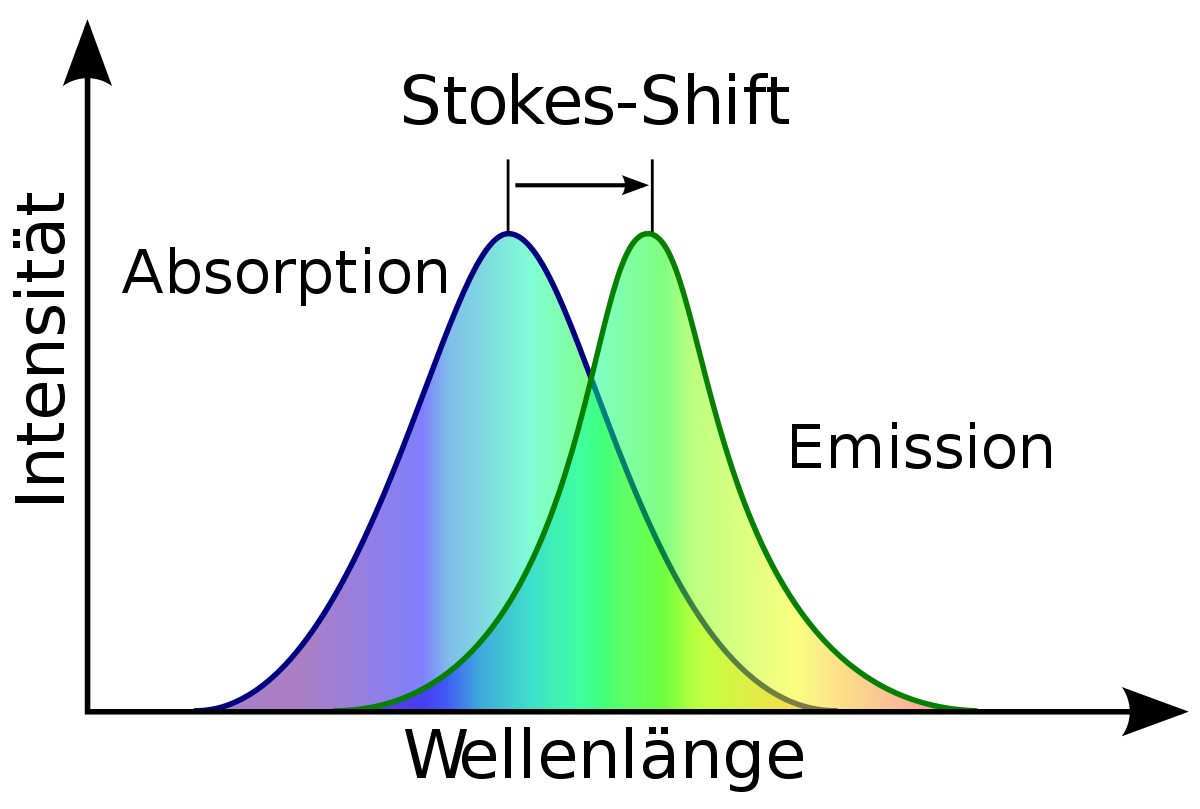 Stokes-Shift
Absorption
Intensität
Emission
Wellenlänge